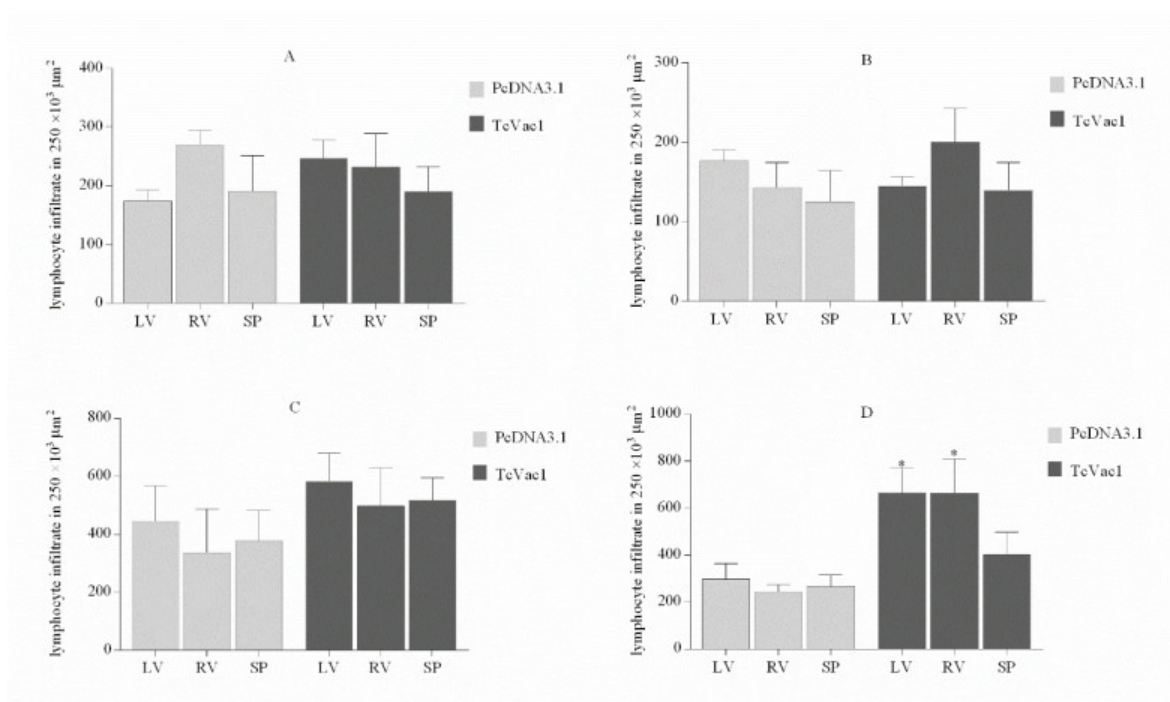 A
lymphocyte infiltrate in 250 ×10³ μm²
400
300
200
100
0
LV RV SP LV RV SP
PcDNA3.1
TcVac1
B
lymphocyte infiltrate in 250 ×10³ μm²
300
200
100
0
LV RV SP LV RV SP
PcDNA3.1
TcVac1
C
lymphocyte infiltrate in 250 ×10³ μm²
800
600
400
200
0
LV RV SP LV RV SP
PcDNA3.1
TcVac1
D
lymphocyte infiltrate in 250 ×10³ μm²
1000
800
600
400
200
0
* *
LV RV SP LV RV SP
PcDNA3.1
TcVac1